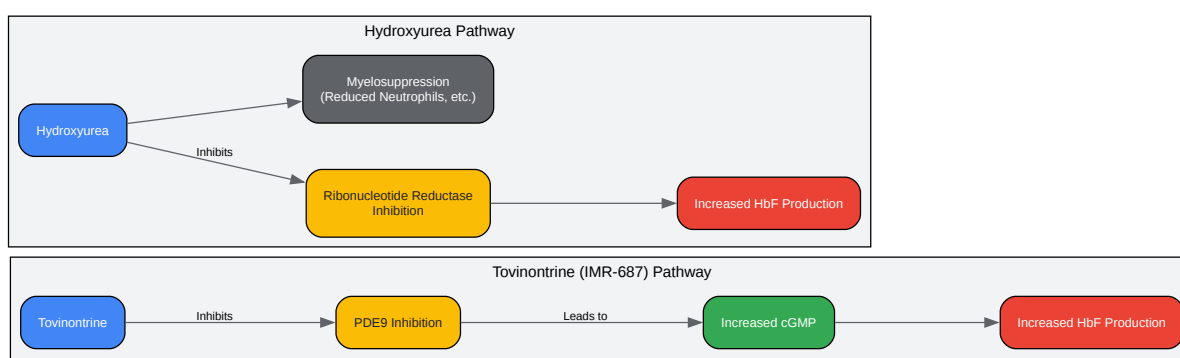 Hydroxyurea Pathway
Myelosuppression
(Reduced Neutrophils, etc.)
Hydroxyurea
Inhibits
Ribonucleotide Reductase
Inhibition
Increased HbF Production
Tovinontrine (IMR-687) Pathway
Tovinontrine
Inhibits
PDE9 Inhibition
Leads to
Increased cGMP
Increased HbF Production